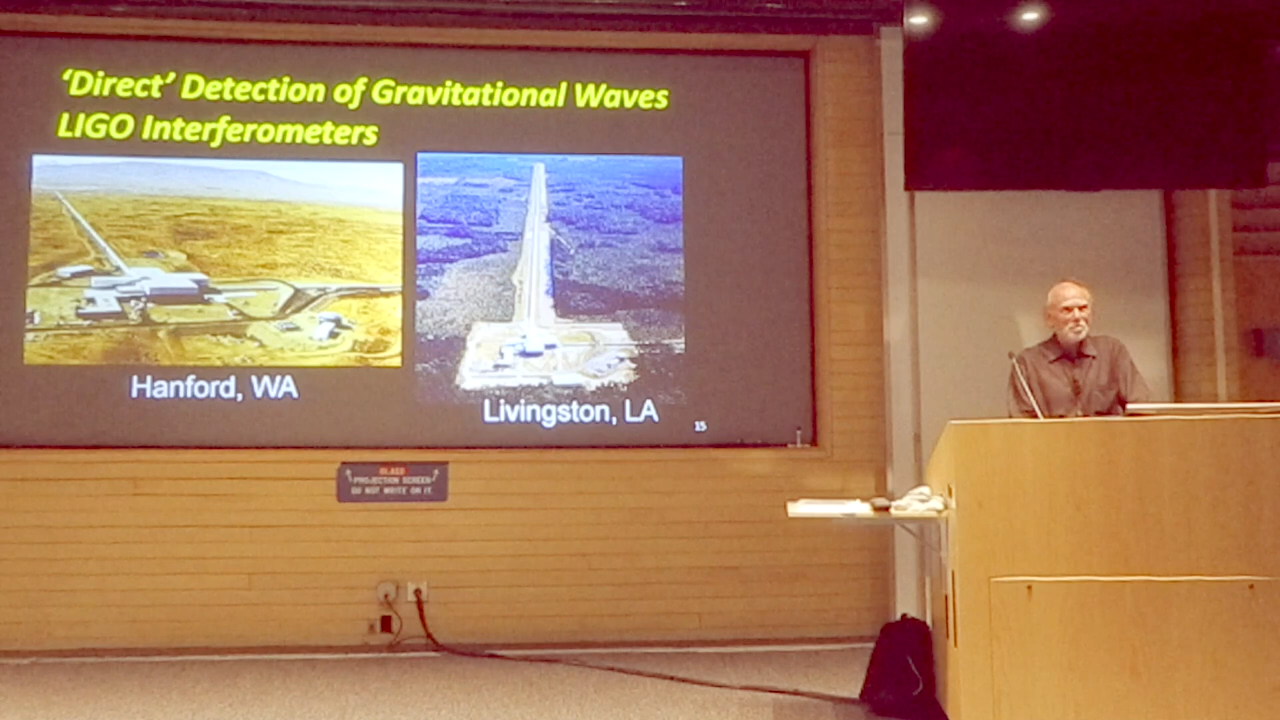 ‘Direct’ Detection of Gravitational Waves
LIGO Interferometers
Hanford, WA
Livingston, LA
15
GLASS
PROJECTION SCREEN
DO NOT WRITE ON IT